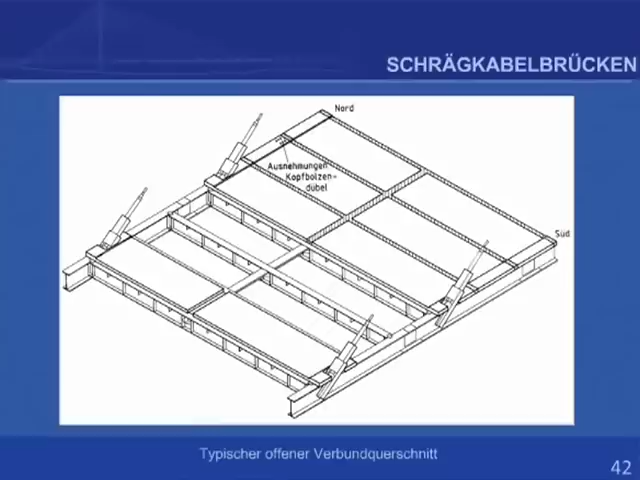 SCHRÄGKABELBRÜCKEN
Nord
Ausnehmungen
Kopfbolzen-
dübel
Süd
Typischer offener Verbundquerschnitt
42